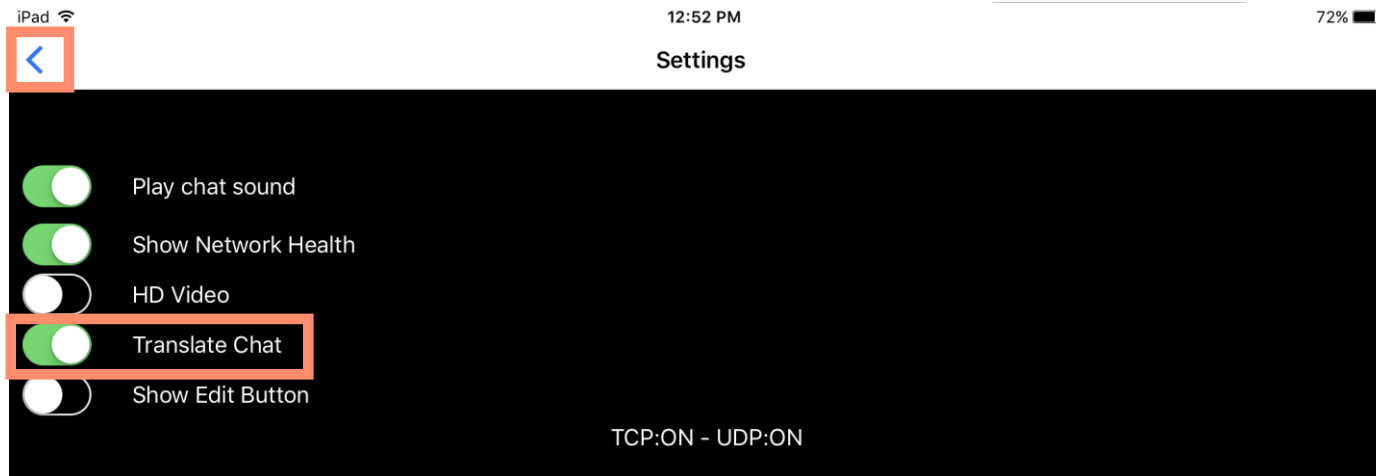 iPad
12:52 PM
72%
Settings
Play chat sound
Show Network Health
HD Video
Translate Chat
Show Edit Button
TCP:ON - UDP:ON